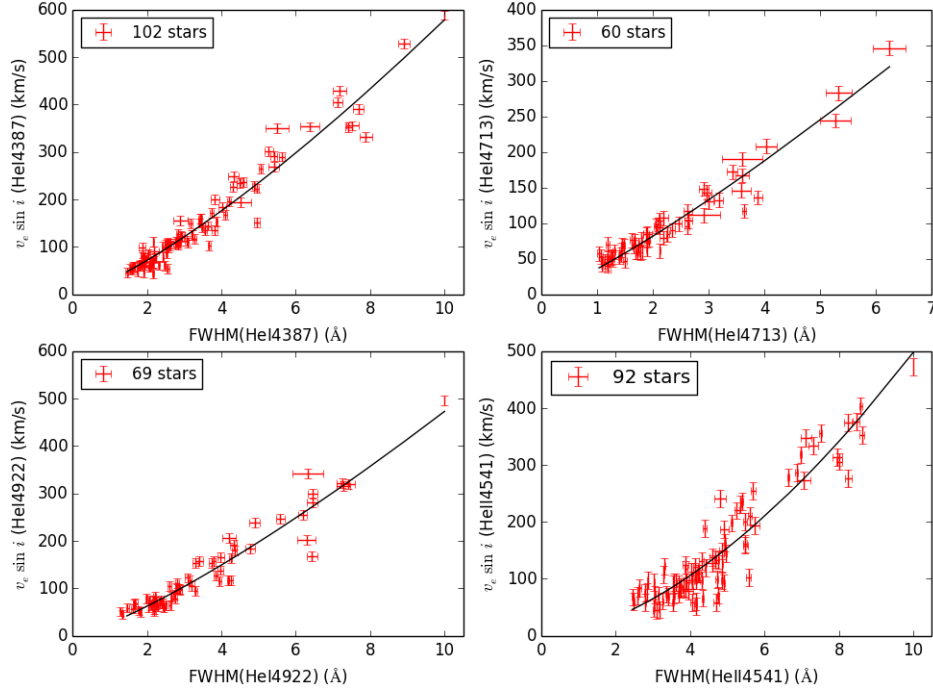 600
500
400
300
200
100
0
v_e sin i (HeI4387) (km/s)
102 stars
0 2 4 6 8 10
FWHM(HeI4387) (Å)
400
350
300
250
200
150
100
50
0
v_e sin i (HeI4713) (km/s)
60 stars
0 1 2 3 4 5 6 7
FWHM(HeI4713) (Å)
600
500
400
300
200
100
0
v_e sin i (HeI4922) (km/s)
69 stars
0 2 4 6 8 10
FWHM(HeI4922) (Å)
500
400
300
200
100
0
v_e sin i (HeII4541) (km/s)
92 stars
0 2 4 6 8 10
FWHM(HeII4541) (Å)